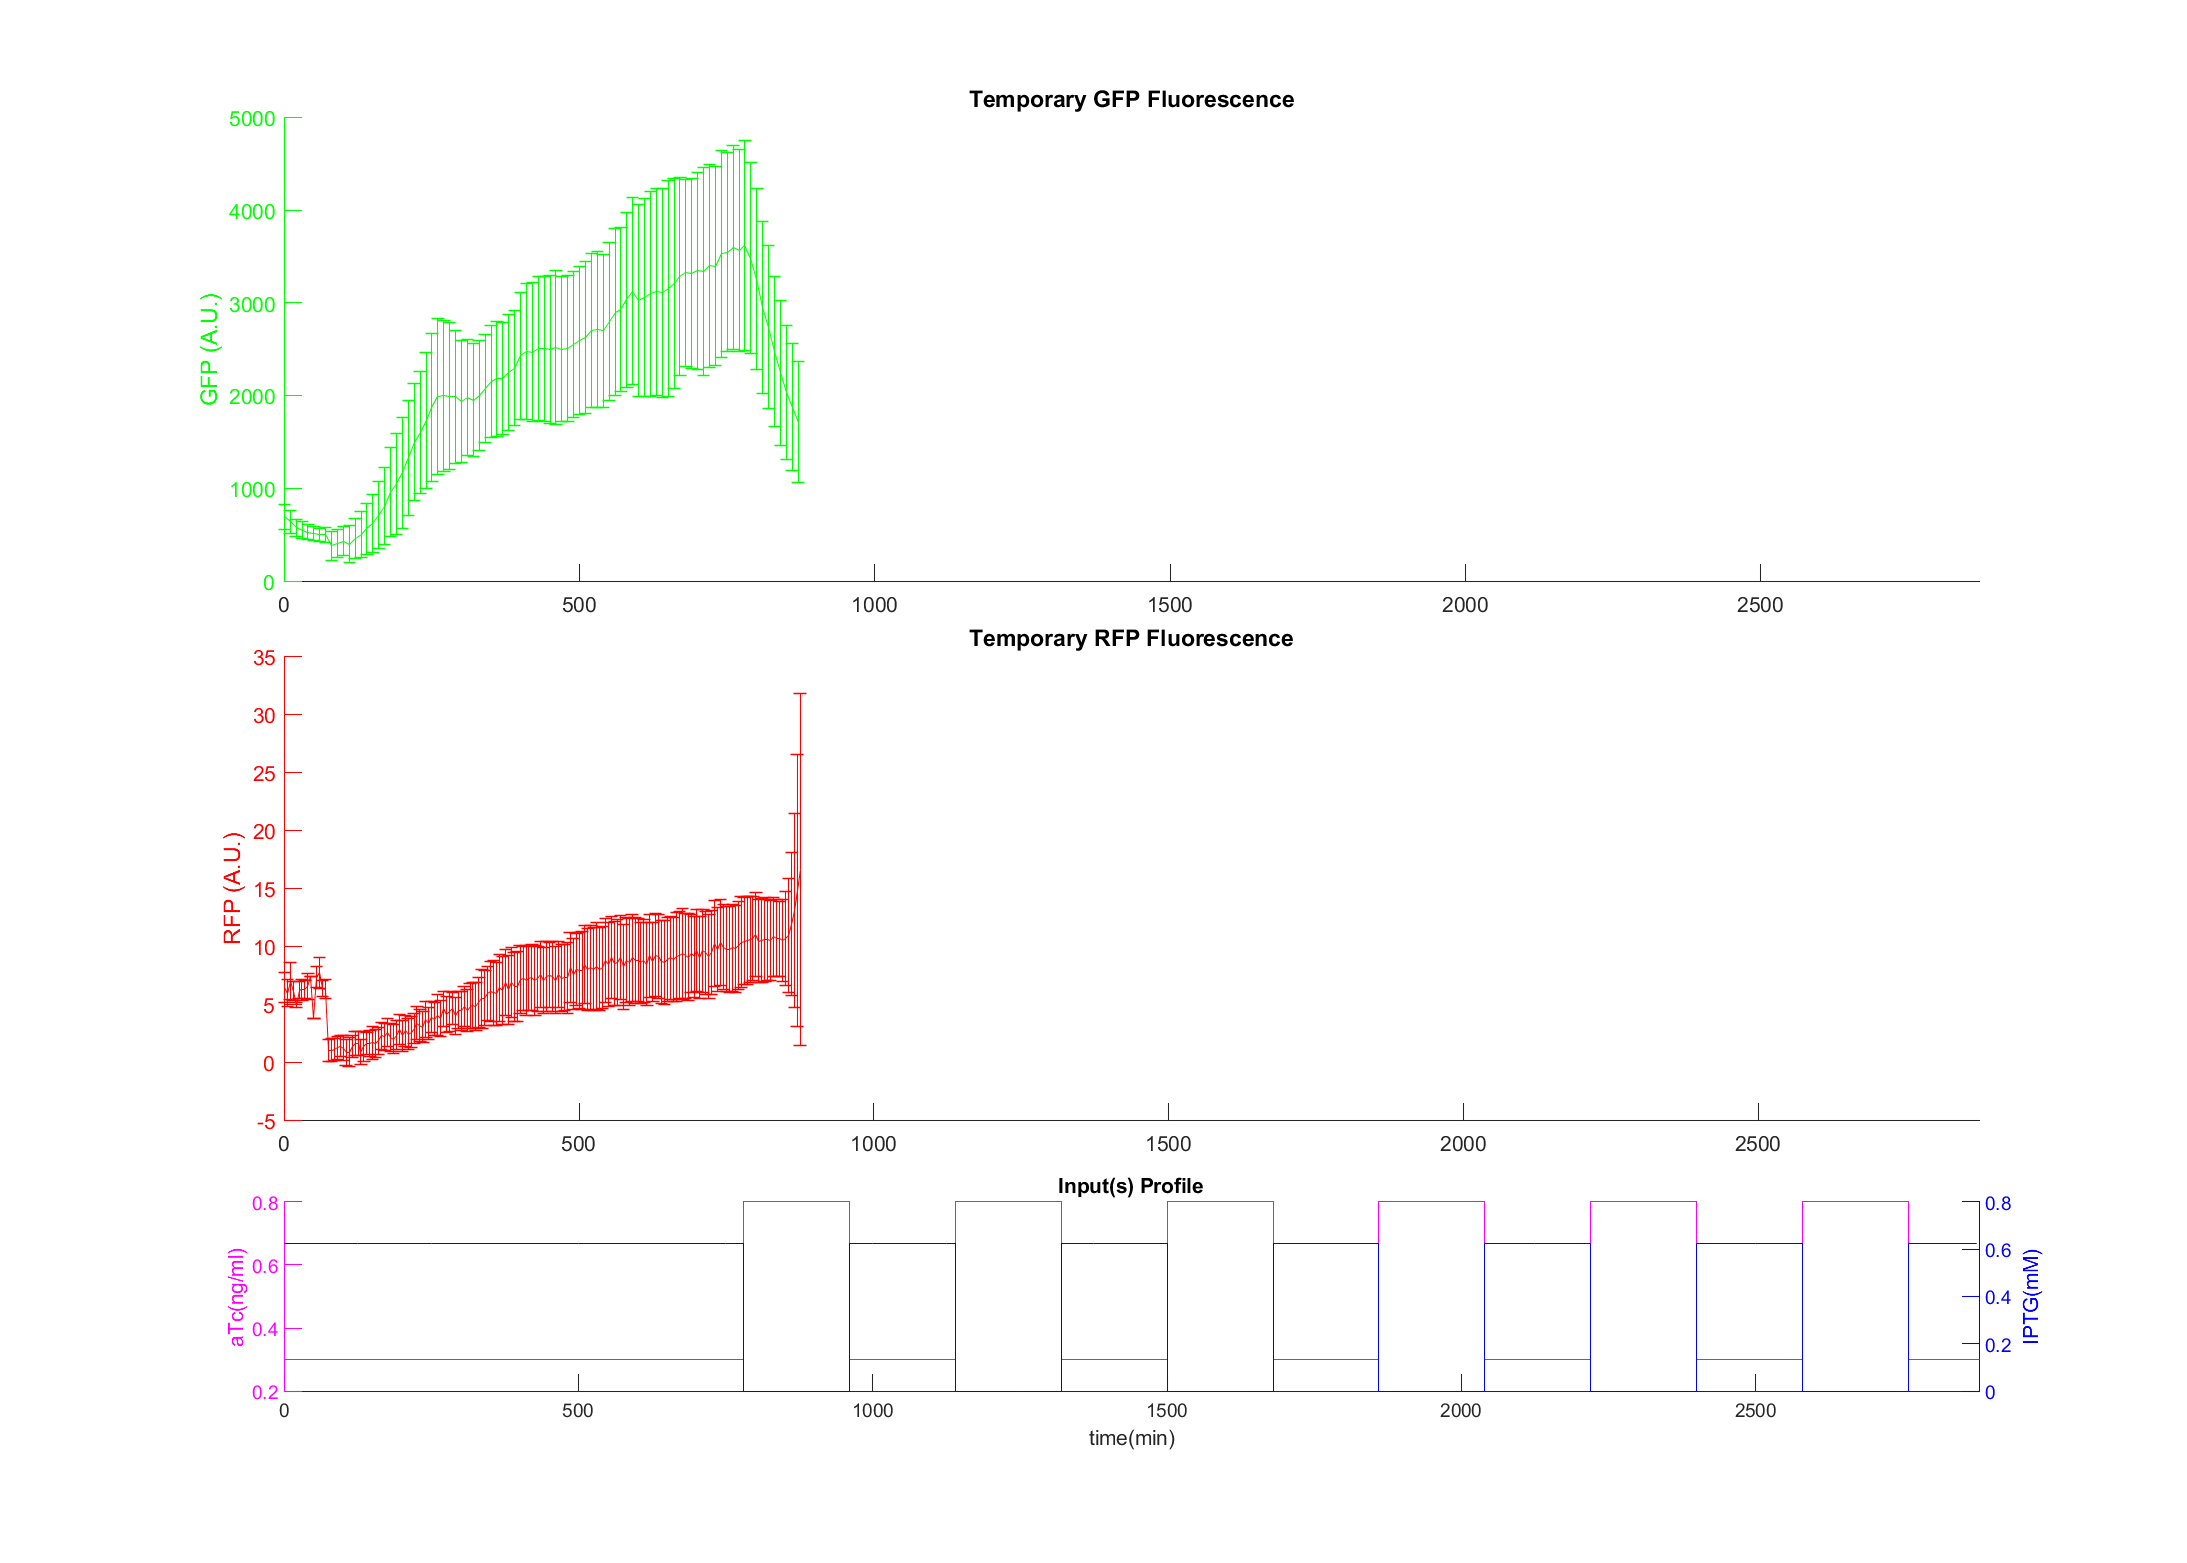 Temporary GFP Fluorescence
GFP (A.U.)
5000
4000
3000
2000
1000
0
0 500 1000 1500 2000 2500
Temporary RFP Fluorescence
RFP (A.U.)
35
30
25
20
15
10
5
0
-5
0 500 1000 1500 2000 2500
Input(s) Profile
aTc(ng/ml)
0.8
0.6
0.4
0.2
0.8
0.6
0.4
0.2
0
IPTG(mM)
0 500 1000 1500 2000 2500
time(min)